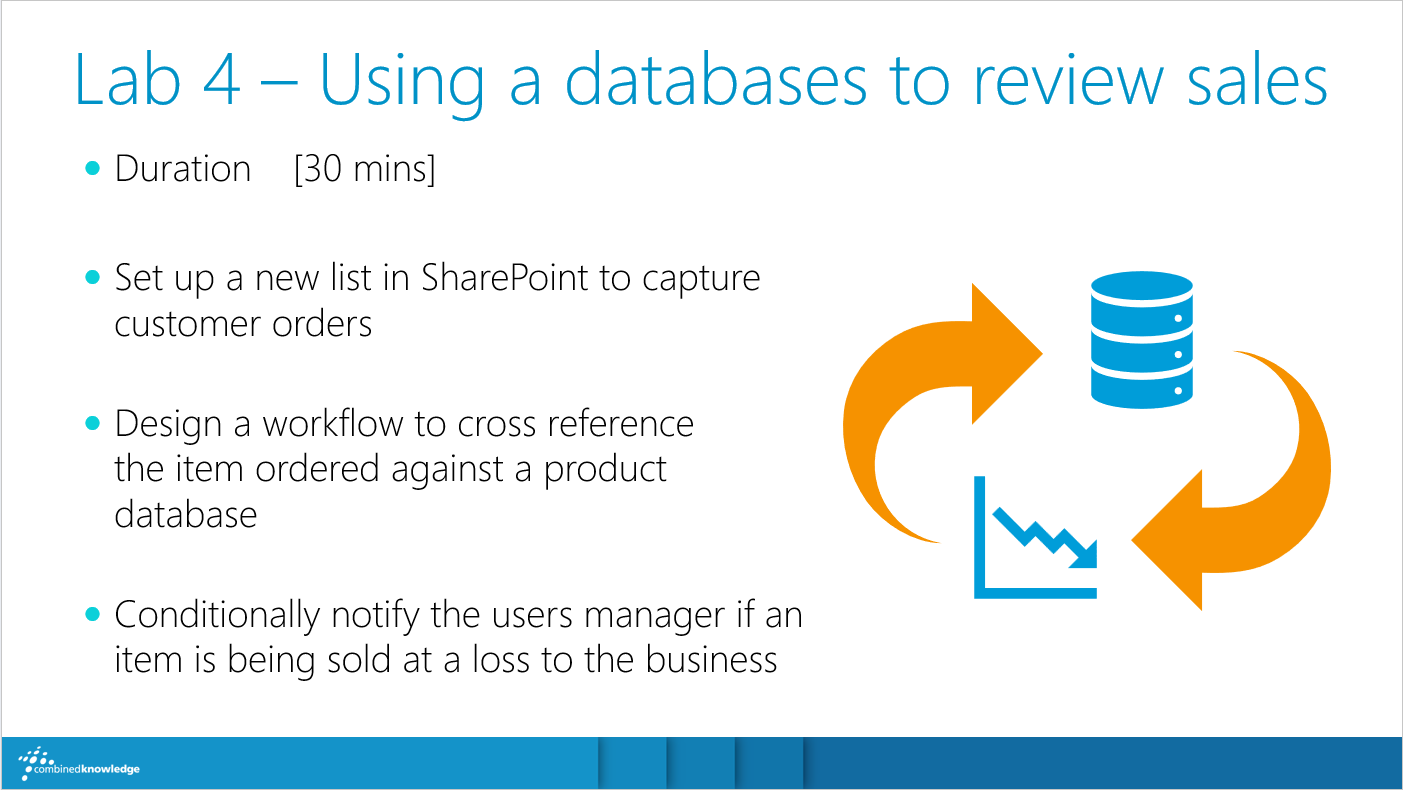 Lab 4 – Using a databases to review sales
• Duration [30 mins]
• Set up a new list in SharePoint to capture
customer orders
• Design a workflow to cross reference
the item ordered against a product
database
• Conditionally notify the users manager if an
item is being sold at a loss to the business
combinedknowledge